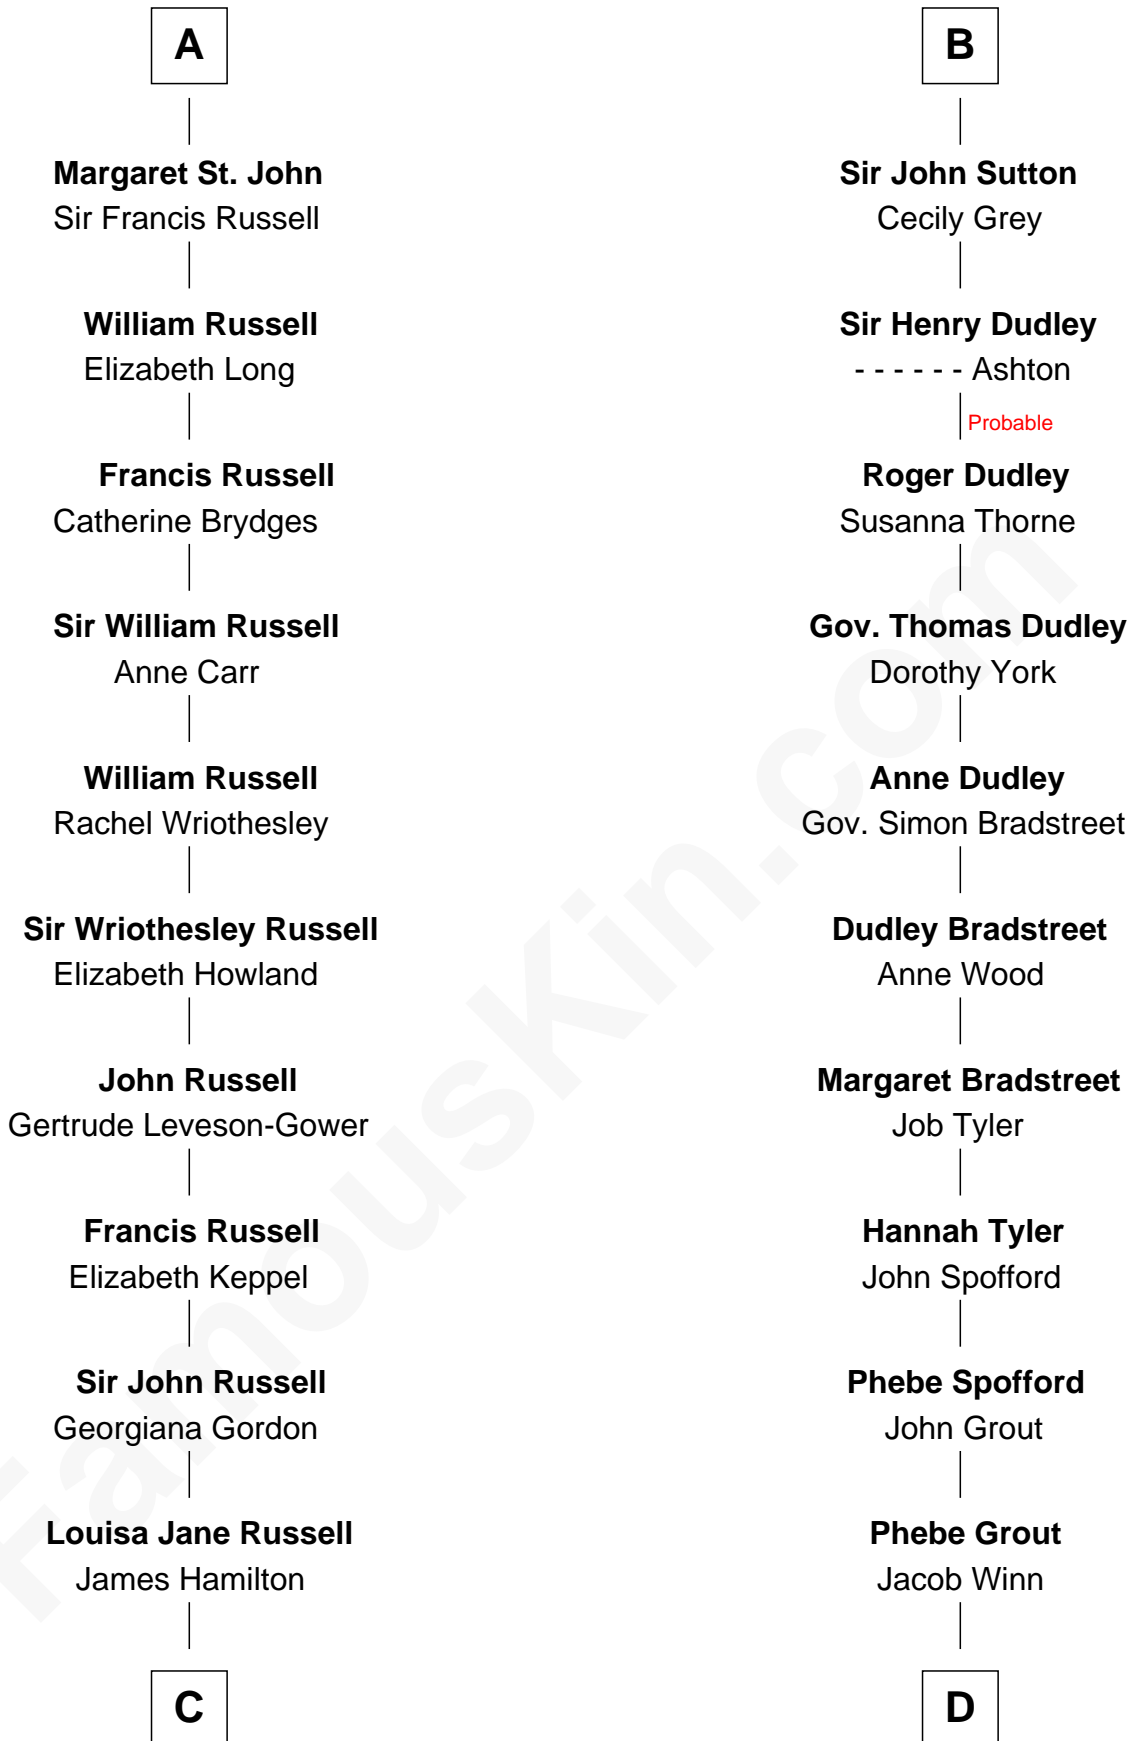 A
Margaret St. John
Sir Francis Russell
William Russell
Elizabeth Long
Francis Russell
Catherine Brydges
Sir William Russell
Anne Carr
William Russell
Rachel Wriothesley
Sir Wriothesley Russell
Elizabeth Howland
John Russell
Gertrude Leveson-Gower
Francis Russell
Elizabeth Keppel
Sir John Russell
Georgiana Gordon
Louisa Jane Russell
James Hamilton
C
B
Sir John Sutton
Cecily Grey
Sir Henry Dudley
- - - - - - Ashton
Probable
Roger Dudley
Susanna Thorne
Gov. Thomas Dudley
Dorothy York
Anne Dudley
Gov. Simon Bradstreet
Dudley Bradstreet
Anne Wood
Margaret Bradstreet
Job Tyler
Hannah Tyler
John Spofford
Phebe Spofford
John Grout
Phebe Grout
Jacob Winn
D
FamousKin.com